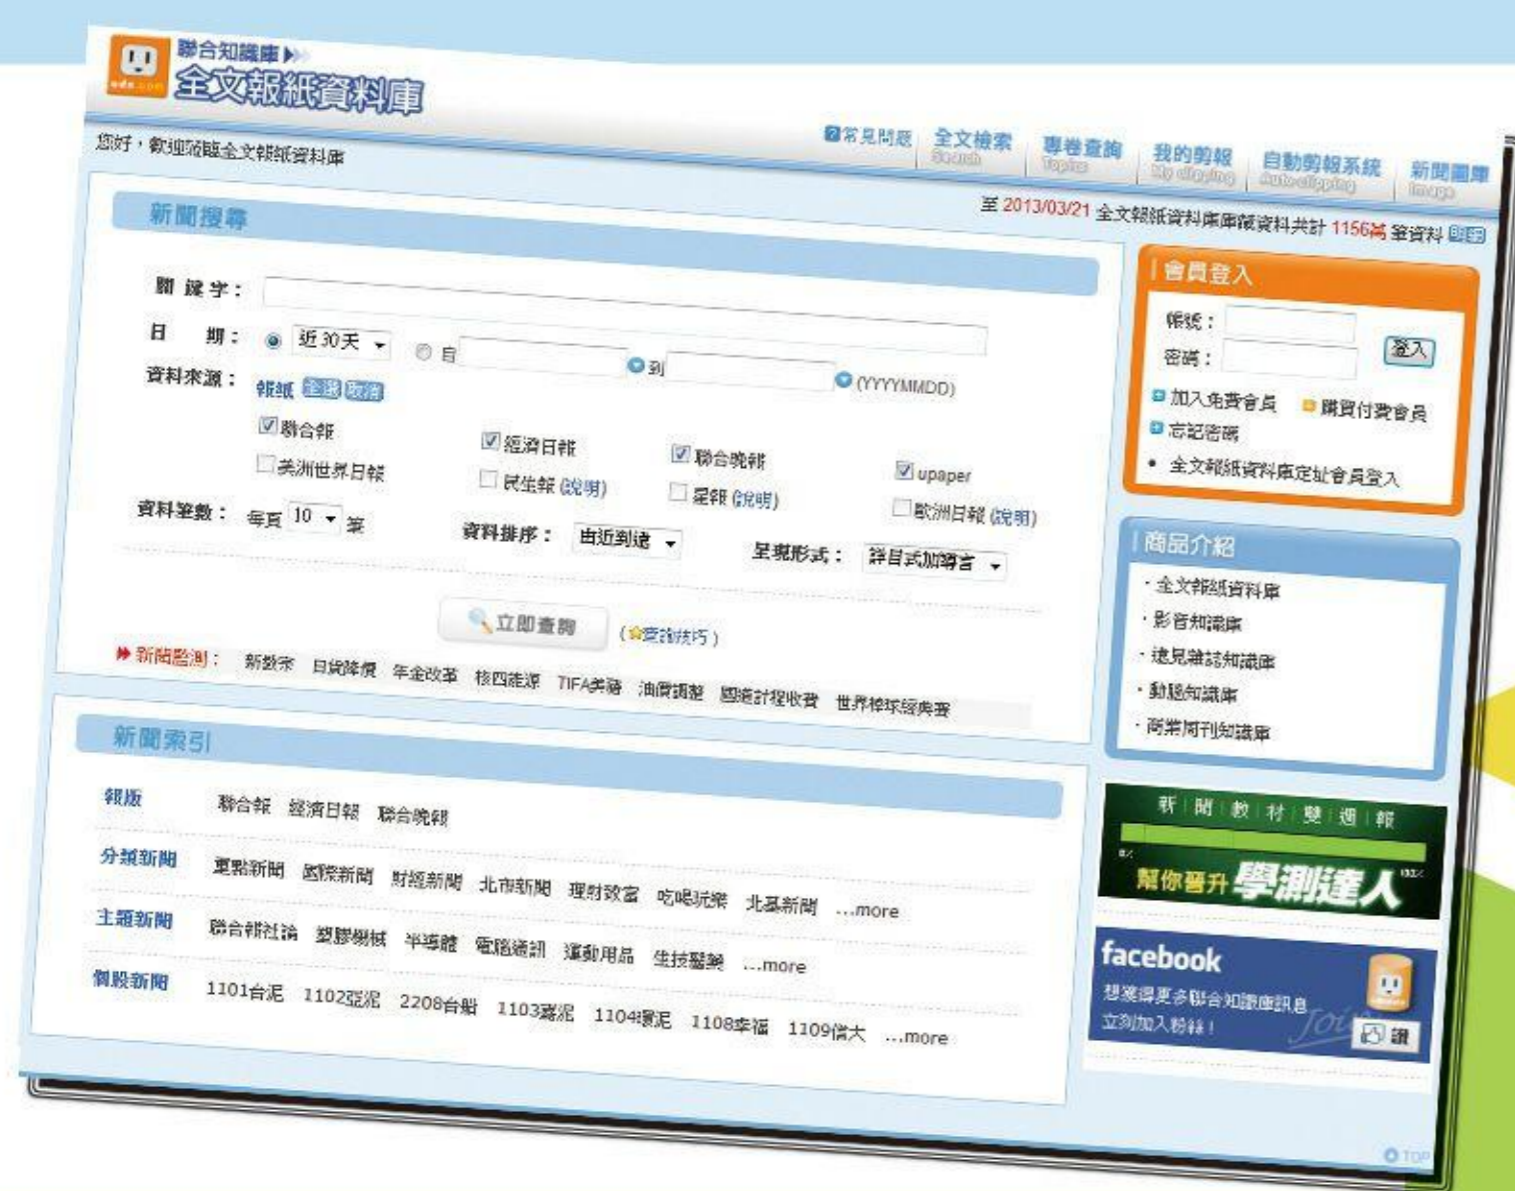 聯合知識庫
全文報紙資料庫
您好，歡迎蒞臨全文報紙資料庫
常見問題 全文檢索 專卷查詢 我的剪報 自動剪報系統 新聞圖庫
Search Topics My clipping Auto-clipping Image
至 2013/03/21 全文報紙資料庫庫藏資料共計 1156萬 筆資料
新聞搜尋
關 鍵 字：
日 期： 近30天 自 到 (YYYYMMDD)
資料來源： 報紙 全選 取消
聯合報 經濟日報 聯合晚報 upaper
美洲世界日報 民生報 (說明) 星報 (說明) 歐洲日報 (說明)
資料筆數： 每頁 10 筆 資料排序： 由近到遠 呈現形式： 詳目式加導言
立即查詢 (查詢技巧)
新聞監測： 日貨降價 年金改革 核四能源 TIFA美豬 油價調整 國道計程收費 世界棒球經典賽
會員登入
帳號：
密碼：
登入
加入免費會員 購買付費會員
忘記密碼
• 全文報紙資料庫定址會員登入
商品介紹
· 全文報紙資料庫
· 影音知識庫
· 遠見雜誌知識庫
· 動腦知識庫
· 商業周刊知識庫
新聞索引
報版 聯合報 經濟日報 聯合晚報
分類新聞 重點新聞 國際新聞 財經新聞 北市新聞 理財致富 吃喝玩樂 北基新聞 ...more
主題新聞 聯合報社論 塑膠機械 半導體 電腦通訊 運動用品 生技醫藥 ...more
個股新聞 1101台泥 1102亞泥 2208台船 1103嘉泥 1104環泥 1108幸福 1109信大 ...more
新 聞 教 材 雙 週 報
幫你晉升 學測達人
facebook
想獲得更多聯合知識庫訊息
立刻加入粉絲！
讚
TOP